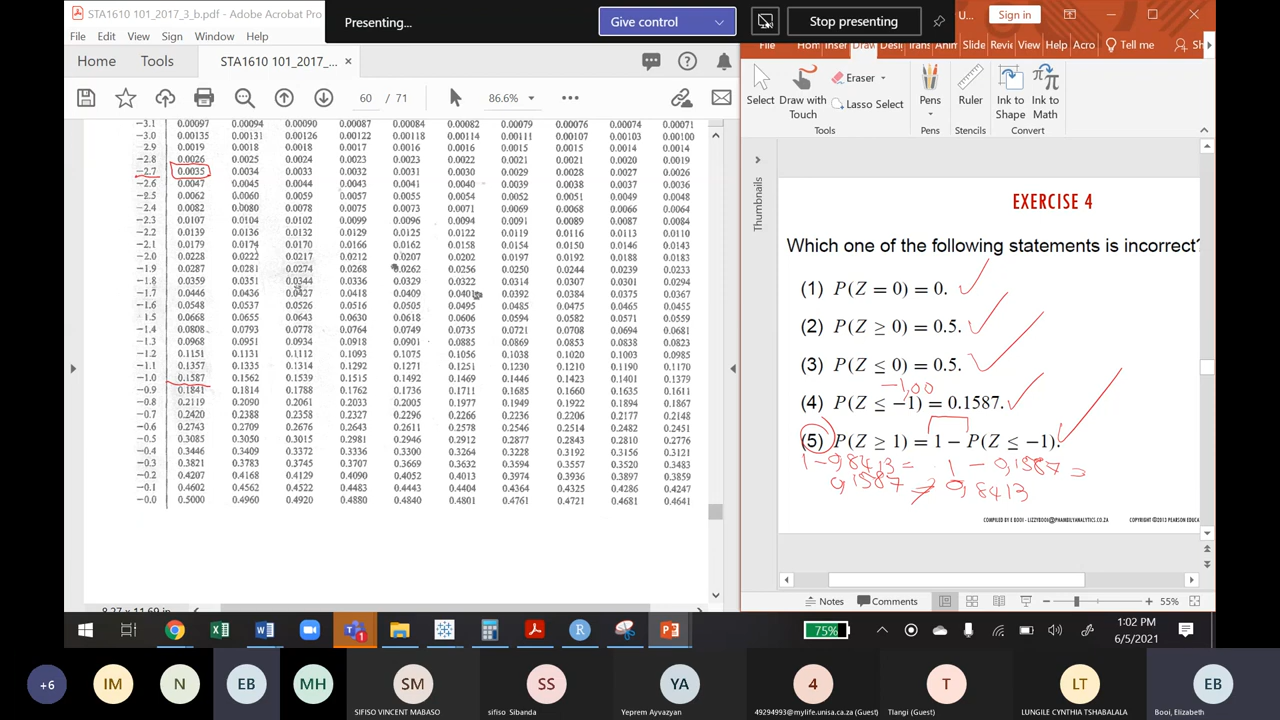 STA1610 101_2017_3_b.pdf - Adobe Acrobat Pro
Presenting...
Give control
Stop presenting
U...
Sign in
File Edit View Sign Window Help
Home Tools STA1610 101_2017_... ×
60 / 71 86.6%
File Hom Inser Draw Desi Tran Anin Slide Revie View Help Acro Tell me Sh
Select
Draw with Touch
Eraser
Lasso Select
Pens
Ruler
Ink to Shape
Ink to Math
Tools Stencils Convert
Thumbnails
−3.1 0.00097 0.00094 0.00090 0.00087 0.00084 0.00082 0.00079 0.00076 0.00074 0.00071
−3.0 0.00135 0.00131 0.00126 0.00122 0.00118 0.00114 0.00111 0.00107 0.00103 0.00100
−2.9 0.0019 0.0018 0.0018 0.0017 0.0016 0.0016 0.0015 0.0015 0.0014 0.0014
−2.8 0.0026 0.0025 0.0024 0.0023 0.0023 0.0022 0.0021 0.0021 0.0020 0.0019
−2.7 0.0035 0.0034 0.0033 0.0032 0.0031 0.0030 0.0029 0.0028 0.0027 0.0026
−2.6 0.0047 0.0045 0.0044 0.0043 0.0041 0.0040 0.0039 0.0038 0.0037 0.0036
−2.5 0.0062 0.0060 0.0059 0.0057 0.0055 0.0054 0.0052 0.0051 0.0049 0.0048
−2.4 0.0082 0.0080 0.0078 0.0075 0.0073 0.0071 0.0069 0.0068 0.0066 0.0064
−2.3 0.0107 0.0104 0.0102 0.0099 0.0096 0.0094 0.0091 0.0089 0.0087 0.0084
−2.2 0.0139 0.0136 0.0132 0.0129 0.0125 0.0122 0.0119 0.0116 0.0113 0.0110
−2.1 0.0179 0.0174 0.0170 0.0166 0.0162 0.0158 0.0154 0.0150 0.0146 0.0143
−2.0 0.0228 0.0222 0.0217 0.0212 0.0207 0.0202 0.0197 0.0192 0.0188 0.0183
−1.9 0.0287 0.0281 0.0274 0.0268 0.0262 0.0256 0.0250 0.0244 0.0239 0.0233
−1.8 0.0359 0.0351 0.0344 0.0336 0.0329 0.0322 0.0314 0.0307 0.0301 0.0294
−1.7 0.0446 0.0436 0.0427 0.0418 0.0409 0.0401 0.0392 0.0384 0.0375 0.0367
−1.6 0.0548 0.0537 0.0526 0.0516 0.0505 0.0495 0.0485 0.0475 0.0465 0.0455
−1.5 0.0668 0.0655 0.0643 0.0630 0.0618 0.0606 0.0594 0.0582 0.0571 0.0559
−1.4 0.0808 0.0793 0.0778 0.0764 0.0749 0.0735 0.0721 0.0708 0.0694 0.0681
−1.3 0.0968 0.0951 0.0934 0.0918 0.0901 0.0885 0.0869 0.0853 0.0838 0.0823
−1.2 0.1151 0.1131 0.1112 0.1093 0.1075 0.1056 0.1038 0.1020 0.1003 0.0985
−1.1 0.1357 0.1335 0.1314 0.1292 0.1271 0.1251 0.1230 0.1210 0.1190 0.1170
−1.0 0.1587 0.1562 0.1539 0.1515 0.1492 0.1469 0.1446 0.1423 0.1401 0.1379
−0.9 0.1841 0.1814 0.1788 0.1762 0.1736 0.1711 0.1685 0.1660 0.1635 0.1611
−0.8 0.2119 0.2090 0.2061 0.2033 0.2005 0.1977 0.1949 0.1922 0.1894 0.1867
−0.7 0.2420 0.2388 0.2358 0.2327 0.2296 0.2266 0.2236 0.2206 0.2177 0.2148
−0.6 0.2743 0.2709 0.2676 0.2643 0.2611 0.2578 0.2546 0.2514 0.2482 0.2451
−0.5 0.3085 0.3050 0.3015 0.2981 0.2946 0.2912 0.2877 0.2843 0.2810 0.2776
−0.4 0.3446 0.3409 0.3372 0.3336 0.3300 0.3264 0.3228 0.3192 0.3156 0.3121
−0.3 0.3821 0.3783 0.3745 0.3707 0.3669 0.3632 0.3594 0.3557 0.3520 0.3483
−0.2 0.4207 0.4168 0.4129 0.4090 0.4052 0.4013 0.3974 0.3936 0.3897 0.3859
−0.1 0.4602 0.4562 0.4522 0.4483 0.4443 0.4404 0.4364 0.4325 0.4286 0.4247
−0.0 0.5000 0.4960 0.4920 0.4880 0.4840 0.4801 0.4761 0.4721 0.4681 0.4641
8.27 x 11.69 in
EXERCISE 4
Which one of the following statements is incorrect?
(1) P(Z = 0) = 0.
(2) P(Z ≥ 0) = 0.5.
(3) P(Z ≤ 0) = 0.5.
−1,00
(4) P(Z ≤ −1) = 0.1587.
(5) P(Z ≥ 1) = 1 − P(Z ≤ −1).
1 − 0,8413 = 1 − 0,1587 =
0,1587 ≠ 0,8413
COMPILED BY E BOOI - LIZZYBOOI@PHAMBILYANALYTICS.CO.ZA COPYRIGHT ©2013 PEARSON EDUCA
Notes Comments 55%
75%
1:02 PM
6/5/2021
+6 IM N EB MH SM SS YA 4 T LT EB
SIFISO VINCENT MABASO sifiso Sibanda Yeprem Ayvazyan 49294993@mylife.unisa.ca.za (Guest) Tlangi (Guest) LUNGILE CYNTHIA TSHABALALA Booi, Elizabeth